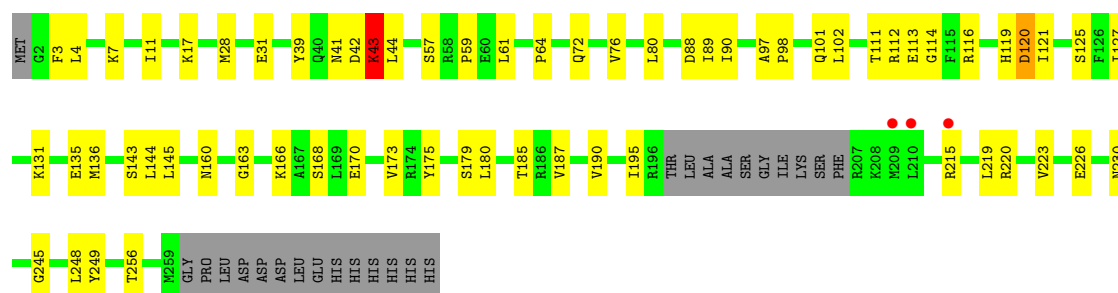 MET G2 F3 L4 K7 I11 K17 M28 E31 Y39 Q40 N41 D42 K43 L44 S57 R58 P59 E60 L61 P64 Q72 V76 L80 D88 I89 I90 A97 P98 Q101 L102 T111 R112 E113 G114 F115 R116 H119 D120 I121 S125 F126
K131 E135 M136 S143 L144 L145 N160 G163 K166 A167 S168 L169 E170 V173 R174 Y175 S179 L180 T185 R186 V187 V190 I195 R196 THR LEU ALA ALA SER GLY ILE LYS SER PHE R207 K208 M209 L210 R215 L219 R220 V223 E226
G245 L248 Y249 T256 M259 GLY PRO LEU ASP ASP ASP LEU GLU HIS HIS HIS HIS HIS HIS